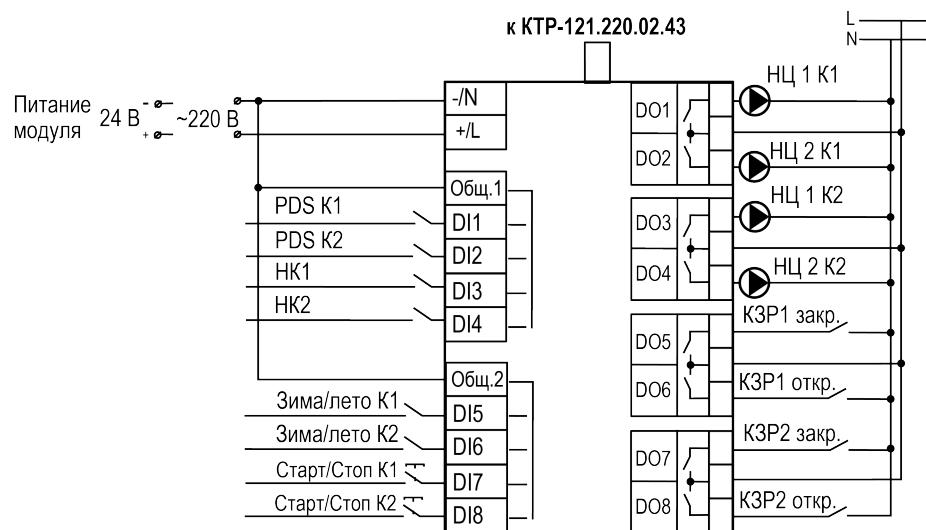 к КТР-121.220.02.43
L
N
Питание модуля
- 24 В +
~220 В
-/N
+/L
Общ.1
PDS К1
DI1
PDS К2
DI2
НК1
DI3
НК2
DI4
Общ.2
Зима/лето К1
DI5
Зима/лето К2
DI6
Старт/Стоп К1
DI7
Старт/Стоп К2
DI8
DO1
НЦ 1 К1
DO2
НЦ 2 К1
DO3
НЦ 1 К2
DO4
НЦ 2 К2
DO5
КЗР1 закр.
DO6
КЗР1 откр.
DO7
КЗР2 закр.
DO8
КЗР2 откр.